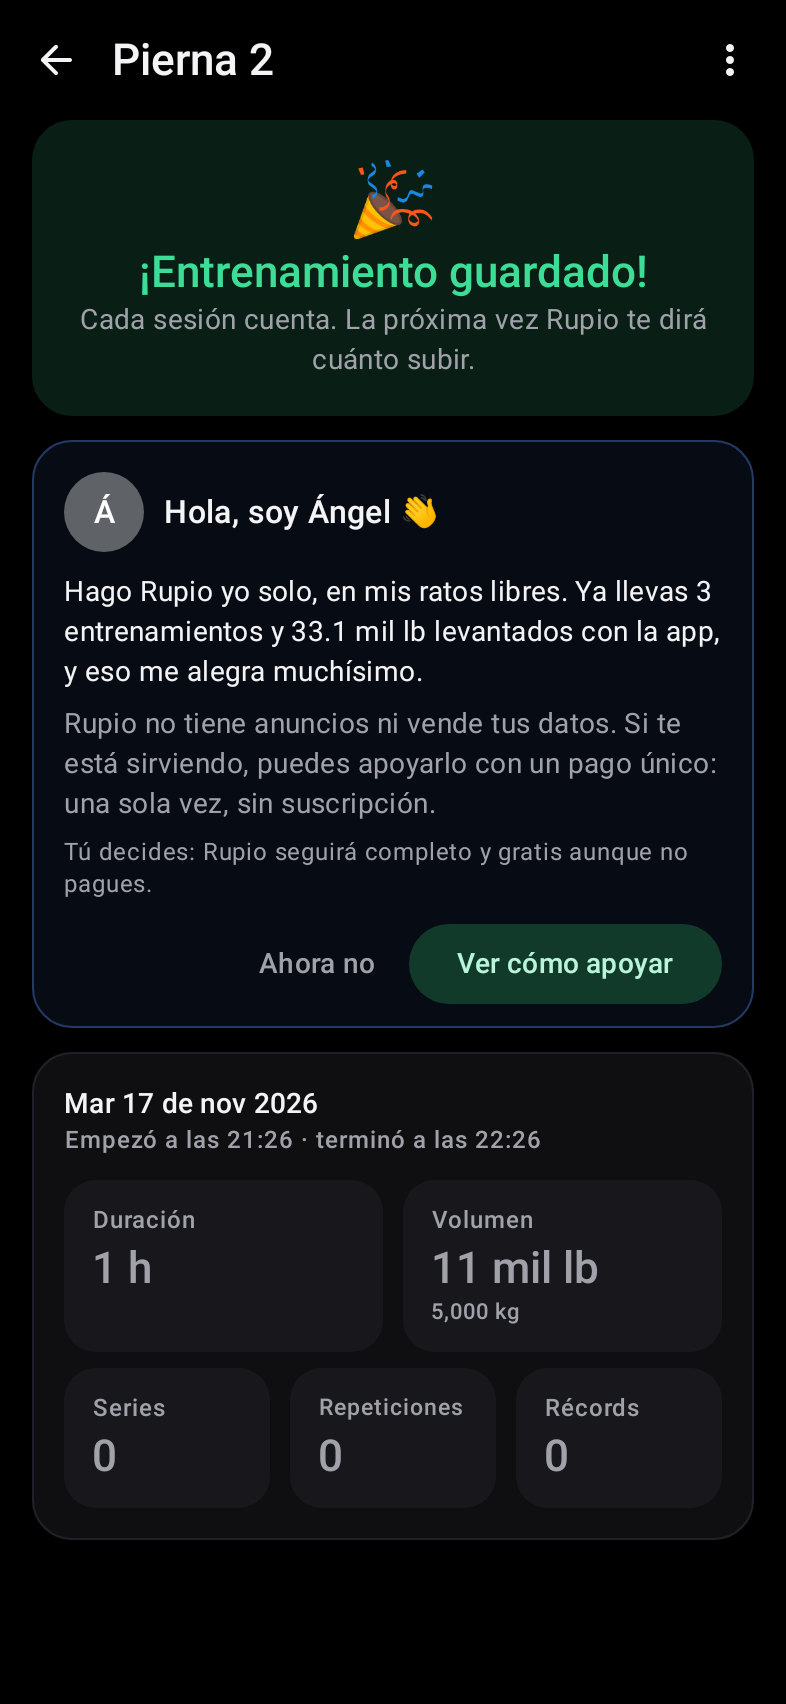 Pierna 2
¡Entrenamiento guardado!
Cada sesión cuenta. La próxima vez Rupio te dirá
cuánto subir.
Á
Hola, soy Ángel 👋
Hago Rupio yo solo, en mis ratos libres. Ya llevas 3
entrenamientos y 33.1 mil lb levantados con la app,
y eso me alegra muchísimo.
Rupio no tiene anuncios ni vende tus datos. Si te
está sirviendo, puedes apoyarlo con un pago único:
una sola vez, sin suscripción.
Tú decides: Rupio seguirá completo y gratis aunque no
pagues.
Ahora no
Ver cómo apoyar
Mar 17 de nov 2026
Empezó a las 21:26 · terminó a las 22:26
Duración
1 h
Volumen
11 mil lb
5,000 kg
Series
0
Repeticiones
0
Récords
0